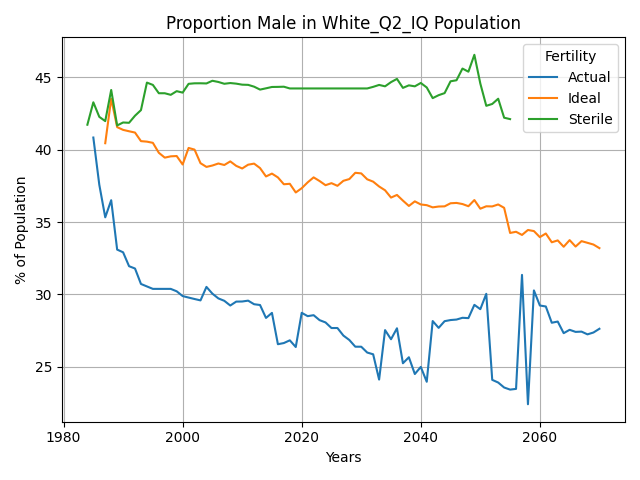 Proportion Male in White_Q2_IQ Population
% of Population
45
40
35
30
25
1980
2000
2020
2040
2060
Years
Fertility
Actual
Ideal
Sterile